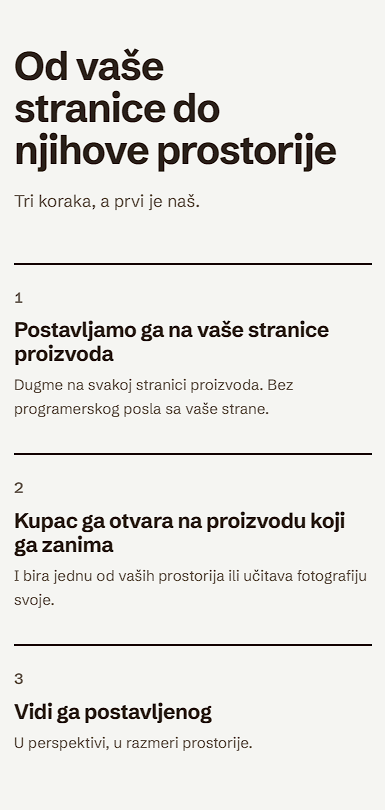 Od vaše
stranice do
njihove prostorije
Tri koraka, a prvi je naš.
1
Postavljamo ga na vaše stranice
proizvoda
Dugme na svakoj stranici proizvoda. Bez
programerskog posla sa vaše strane.
2
Kupac ga otvara na proizvodu koji
ga zanima
I bira jednu od vaših prostorija ili učitava fotografiju
svoje.
3
Vidi ga postavljenog
U perspektivi, u razmeri prostorije.